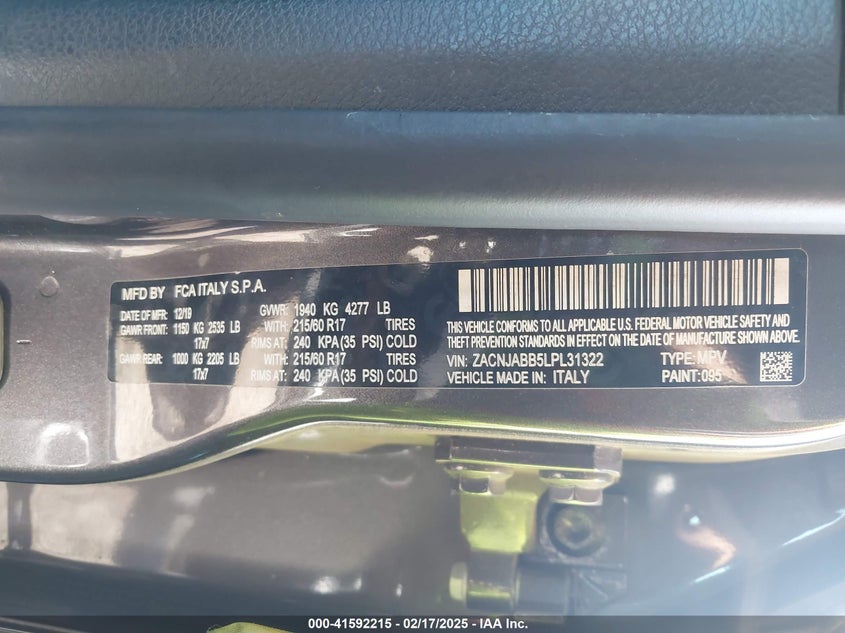 MFD BY FCA ITALY S.P.A.
DATE OF MFR: 12/19 GVWR: 1940 KG 4277 LB
GAWR FRONT: 1150 KG 2535 LB WITH: 215/60 R17 TIRES
17x7 RIMS AT: 240 KPA (35 PSI) COLD
GAWR REAR: 1000 KG 2205 LB WITH: 215/60 R17 TIRES
17x7 RIMS AT: 240 KPA (35 PSI) COLD
THIS VEHICLE CONFORMS TO ALL APPLICABLE U.S. FEDERAL MOTOR VEHICLE SAFETY AND
THEFT PREVENTION STANDARDS IN EFFECT ON THE DATE OF MANUFACTURE SHOWN ABOVE.
VIN: ZACNJABB5LPL31322 TYPE: MPV
VEHICLE MADE IN: ITALY PAINT: 095
000-41592215 - 02/17/2025 - IAA Inc.